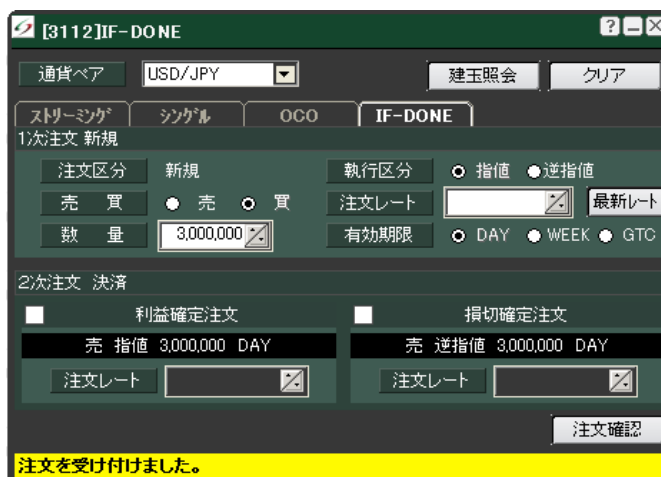 [3112]IF-DONE
通貨ペア USD/JPY 建玉照会 クリア
ストリーミング シングル OCO IF-DONE
1次注文 新規
注文区分 新規 執行区分 指値 逆指値
売 買 売 買 注文レート 最新レート
数 量 3,000,000 有効期限 DAY WEEK GTC
2次注文 決済
利益確定注文 損切確定注文
売 指値 3,000,000 DAY 売 逆指値 3,000,000 DAY
注文レート 注文レート
注文確認
注文を受け付けました。